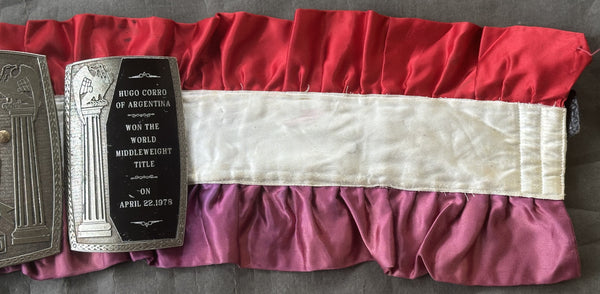 HUGO CORRO
OF ARGENTINA
WON THE
WORLD
MIDDLEWEIGHT
TITLE
ON
APRIL 22.1978